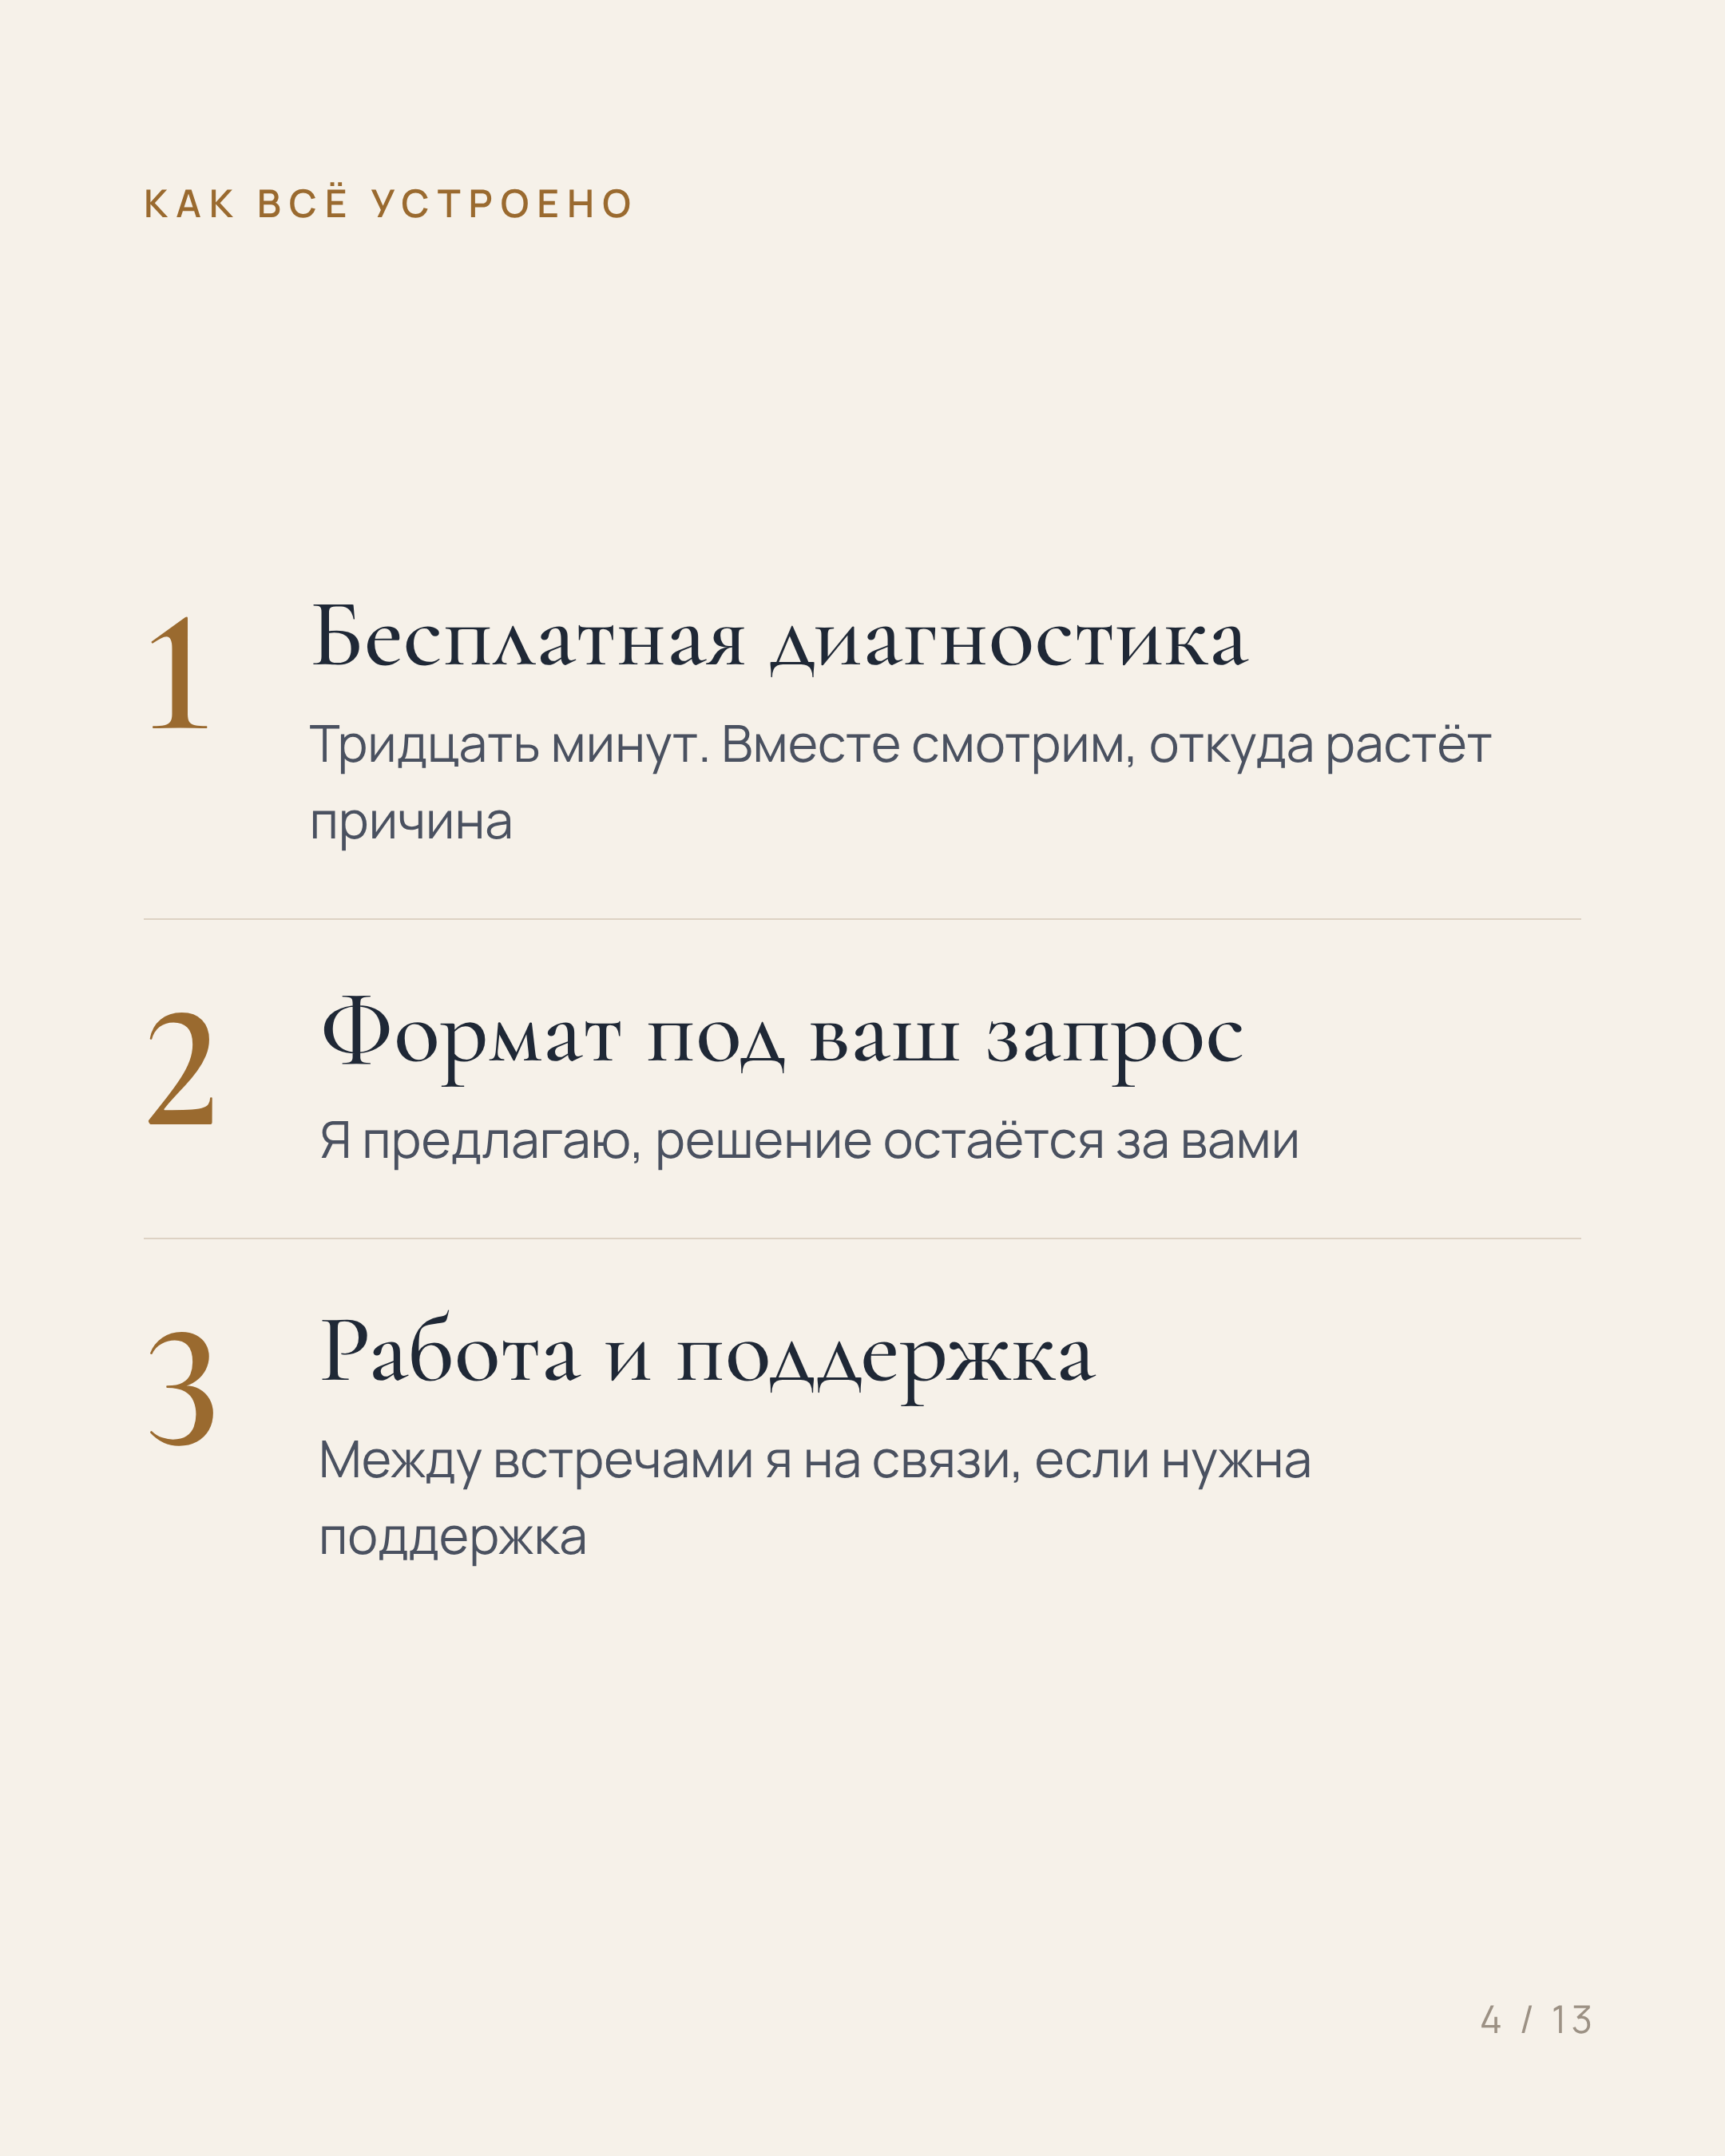 КАК ВСЁ УСТРОЕНО
1 Бесплатная диагностика
Тридцать минут. Вместе смотрим, откуда растёт
причина
2 Формат под ваш запрос
Я предлагаю, решение остаётся за вами
3 Работа и поддержка
Между встречами я на связи, если нужна
поддержка
4 / 13